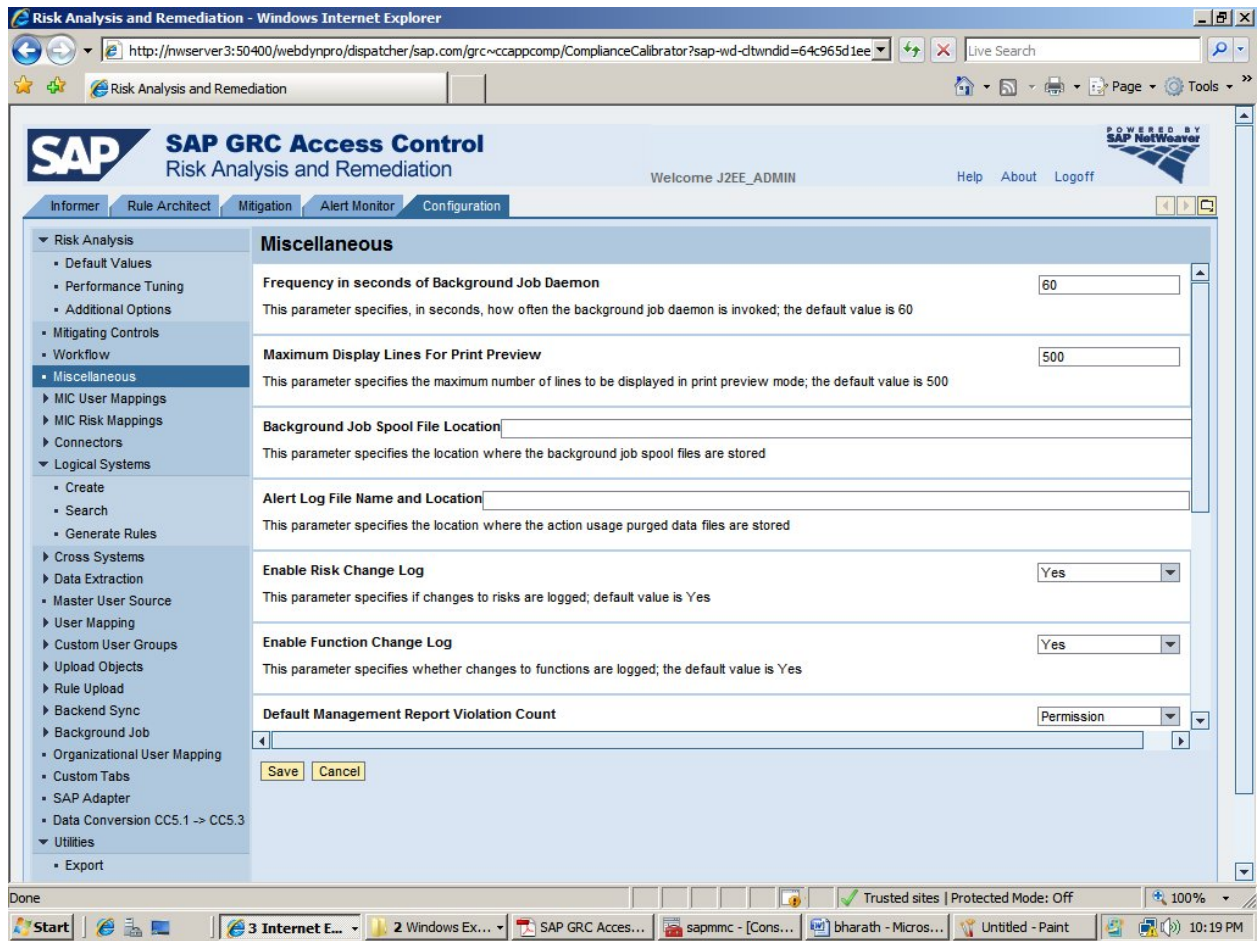 Risk Analysis and Remediation - Windows Internet Explorer
http://nwserver3:50400/webdynpro/dispatcher/sap.com/grc~ccappcomp/ComplianceCalibrator?sap-wd-cltwndid=64c965d1ee
Live Search
Risk Analysis and Remediation
Page
Tools
»
SAP
SAP GRC Access Control
Risk Analysis and Remediation
Welcome J2EE_ADMIN
Help About Logoff
POWERED BY
SAP NetWeaver
Informer
Rule Architect
Mitigation
Alert Monitor
Configuration
Risk Analysis
Default Values
Performance Tuning
Additional Options
Mitigating Controls
Workflow
Miscellaneous
MIC User Mappings
MIC Risk Mappings
Connectors
Logical Systems
Create
Search
Generate Rules
Cross Systems
Data Extraction
Master User Source
User Mapping
Custom User Groups
Upload Objects
Rule Upload
Backend Sync
Background Job
Organizational User Mapping
Custom Tabs
SAP Adapter
Data Conversion CC5.1 -> CC5.3
Utilities
Export
Miscellaneous
Frequency in seconds of Background Job Daemon
60
This parameter specifies, in seconds, how often the background job daemon is invoked; the default value is 60
Maximum Display Lines For Print Preview
500
This parameter specifies the maximum number of lines to be displayed in print preview mode; the default value is 500
Background Job Spool File Location
This parameter specifies the location where the background job spool files are stored
Alert Log File Name and Location
This parameter specifies the location where the action usage purged data files are stored
Enable Risk Change Log
Yes
This parameter specifies if changes to risks are logged; default value is Yes
Enable Function Change Log
Yes
This parameter specifies whether changes to functions are logged; the default value is Yes
Default Management Report Violation Count
Permission
Save
Cancel
Done
Trusted sites | Protected Mode: Off
100%
Start
3 Internet E...
2 Windows Ex...
SAP GRC Acces...
sapmmc - [Cons...
bharath - Micros...
Untitled - Paint
10:19 PM